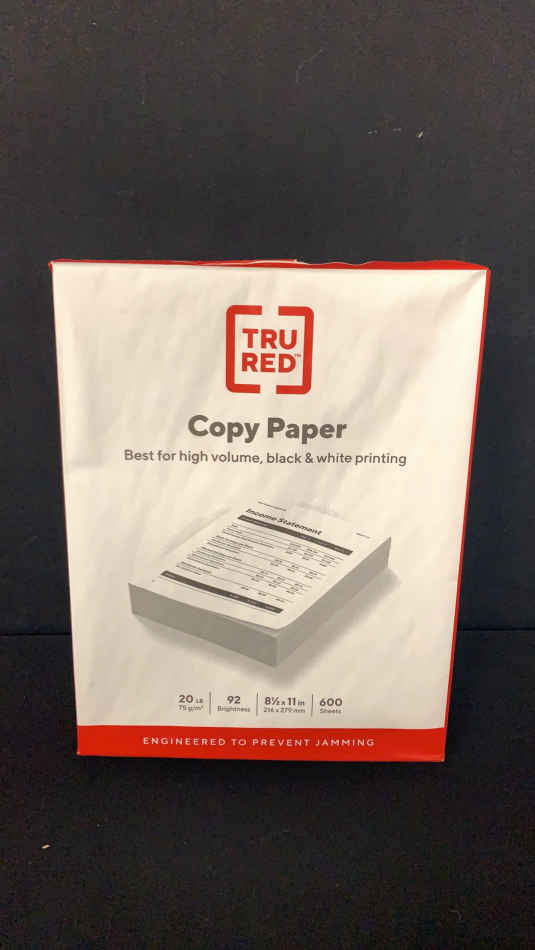 TRU
RED™
Copy Paper
Best for high volume, black & white printing
Income Statement
20 LB
75 g/m²
92
Brightness
8½ x 11 in
216 x 279 mm
600
Sheets
ENGINEERED TO PREVENT JAMMING